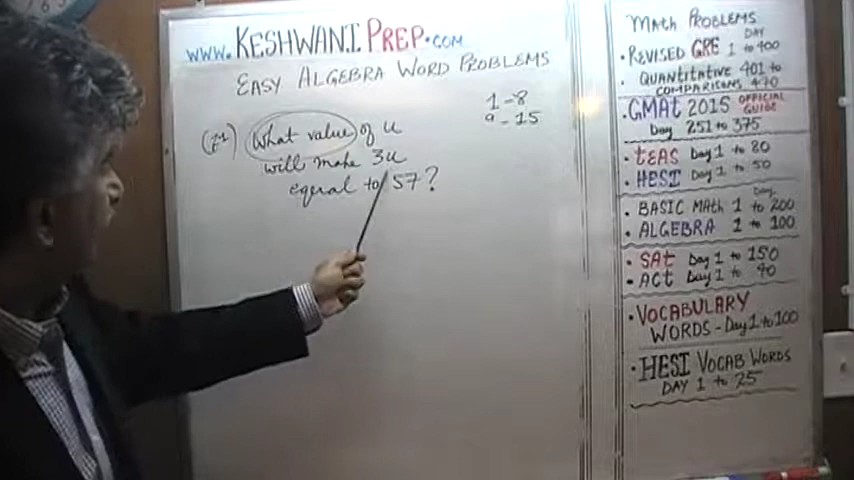 www.KESHWANI PREP.COM
EASY ALGEBRA WORD PROBLEMS
1-8
9-15
What value of u
will make 3u
equal to 57?
MATH PROBLEMS
DAY
• REVISED GRE 1 to 400
• QUANTITATIVE 401 to
COMPARISONS 470
• GMAT 2015 OFFICIAL GUIDE
Day 251 to 375
• TEAS Day 1 to 80
• HESI Day 1 to 50
Day
• BASIC MATH 1 to 200
• ALGEBRA 1 to 100
• SAT Day 1 to 150
• ACT Day 1 to 90
• VOCABULARY
WORDS - Day 1 to 100
• HESI VOCAB WORDS
DAY 1 to 25